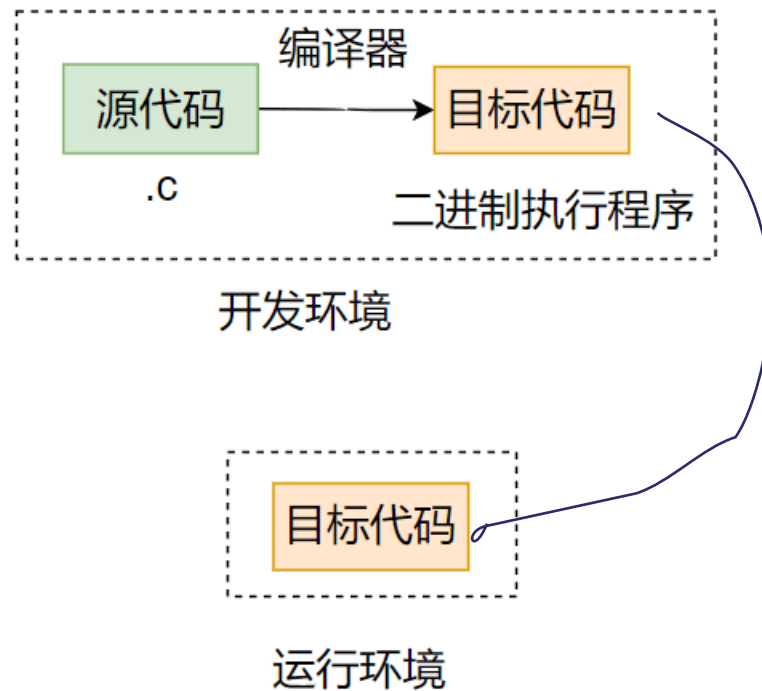 编译器
源代码
目标代码
.c
二进制执行程序
开发环境
目标代码
运行环境